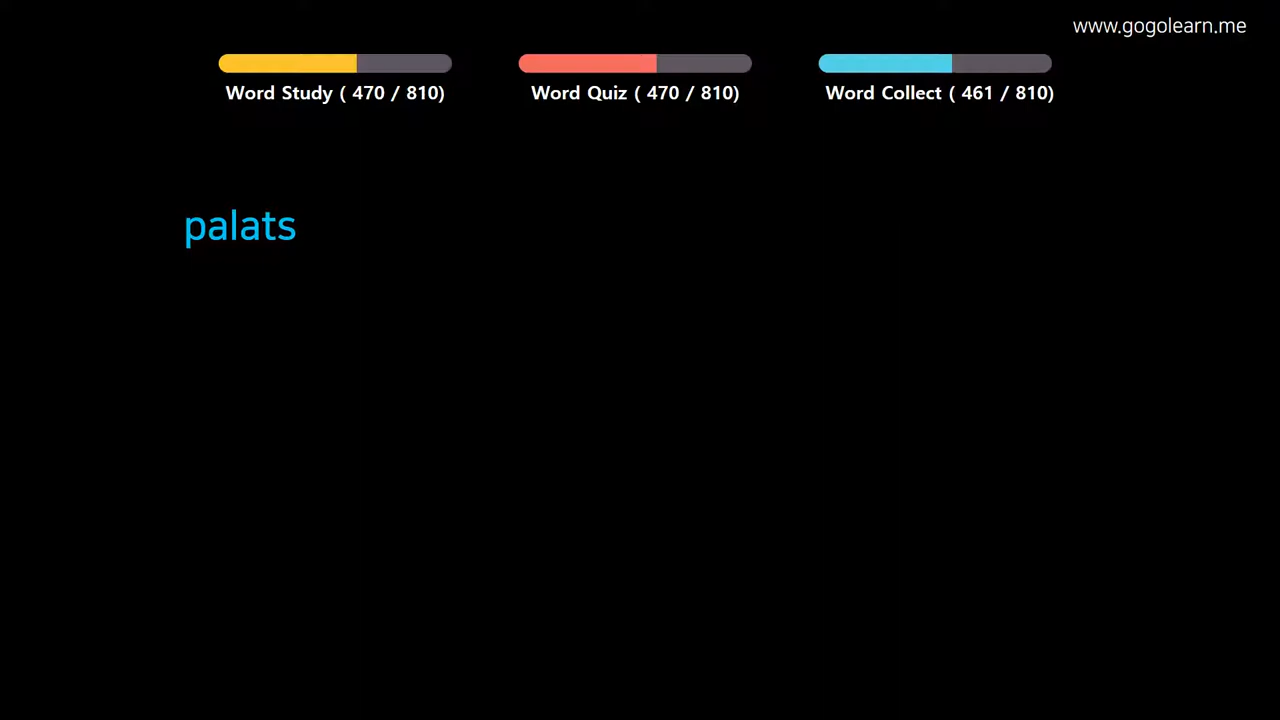 www.gogolearn.me
Word Study ( 470 / 810)
Word Quiz ( 470 / 810)
Word Collect ( 461 / 810)
palats